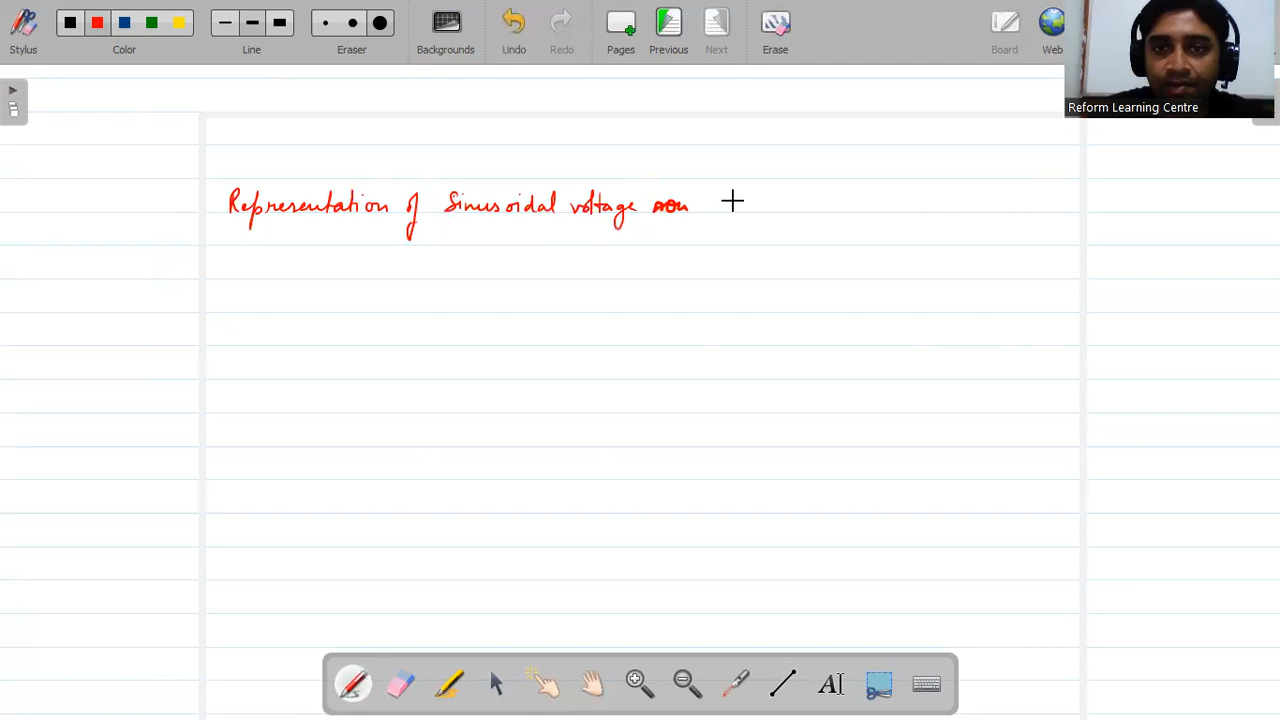 Stylus Color Line Eraser Backgrounds Undo Redo Pages Previous Next Erase Board Web
Reform Learning Centre
Representation of Sinusoidal voltage